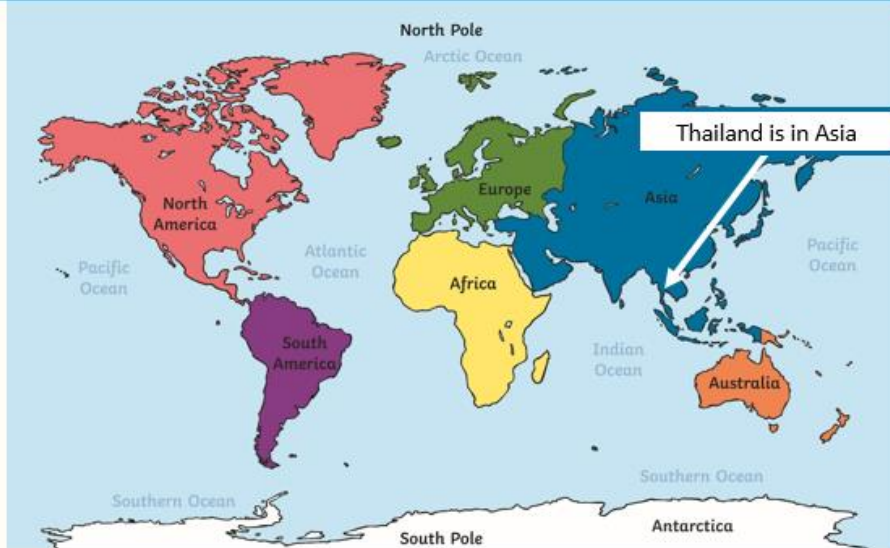 North Pole
Arctic Ocean
Thailand is in Asia
Europe
Asia
North
America
Atlantic
Ocean
Pacific
Ocean
Pacific
Ocean
Africa
South
America
Indian
Ocean
Australia
Southern Ocean
Southern Ocean
Antarctica
South Pole